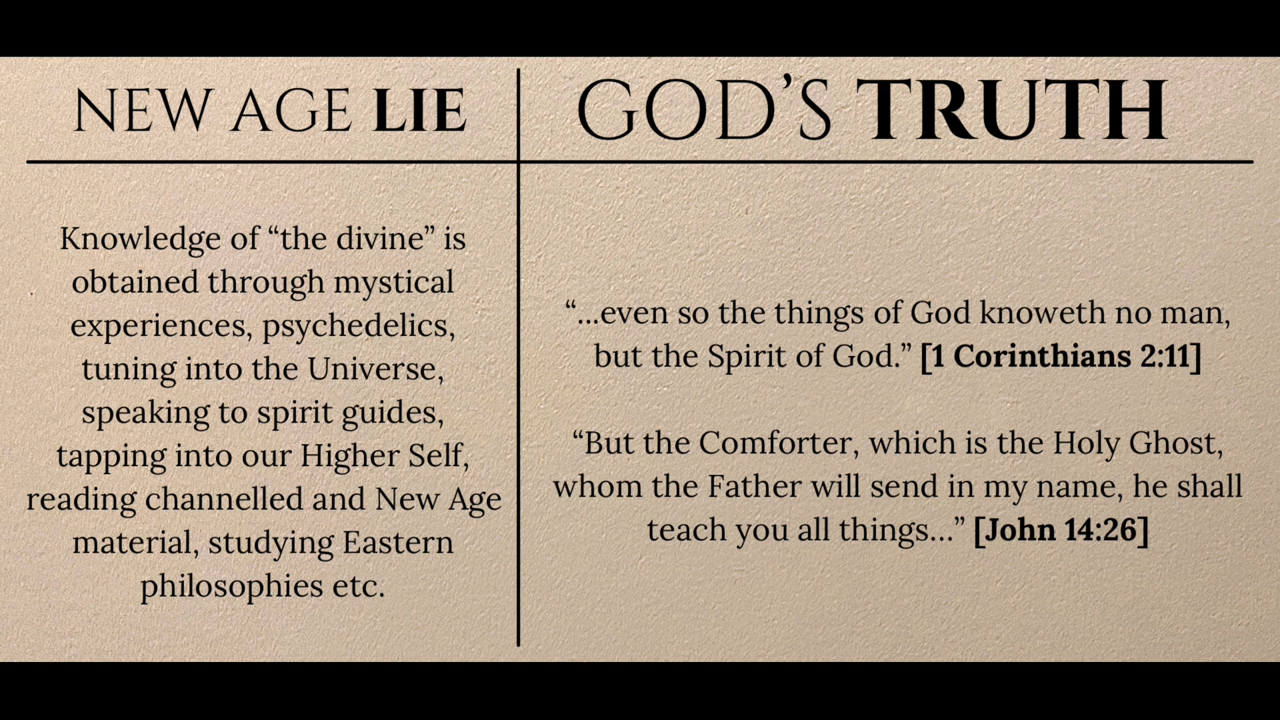 NEW AGE LIE
Knowledge of “the divine” is
obtained through mystical
experiences, psychedelics,
tuning into the Universe,
speaking to spirit guides,
tapping into our Higher Self,
reading channelled and New Age
material, studying Eastern
philosophies etc.
GOD’S TRUTH
“...even so the things of God knoweth no man,
but the Spirit of God.” [1 Corinthians 2:11]
“But the Comforter, which is the Holy Ghost,
whom the Father will send in my name, he shall
teach you all things...” [John 14:26]